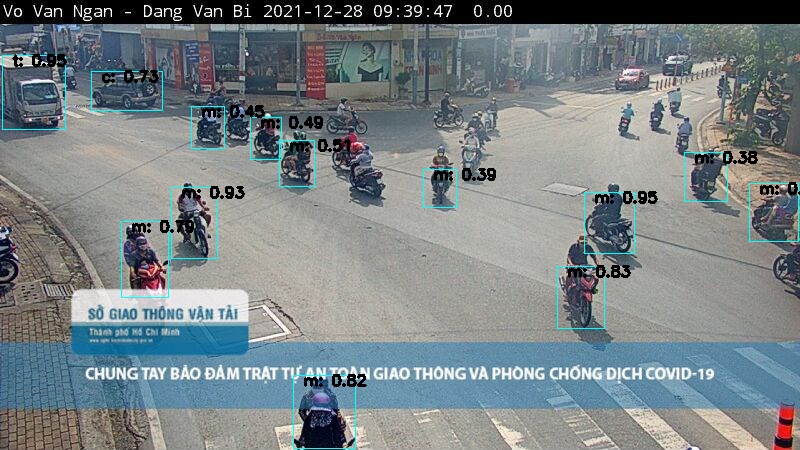 Vo Van Ngan - Dang Van Bi 2021-12-28 09:39:47 0.00
t: 0.95
c: 0.73
m: 0.45
m: 0.49
m: 0.51
m: 0.39
m: 0.38
m: 0.93
m: 0.95
m: 0.79
m: 0.83
SỞ GIAO THÔNG VẬN TẢI
Thành phố Hồ Chí Minh
CHUNG TAY BẢO ĐẢM TRẬT TỰ AN TOÀN GIAO THÔNG VÀ PHÒNG CHỐNG DỊCH COVID-19
m: 0.82